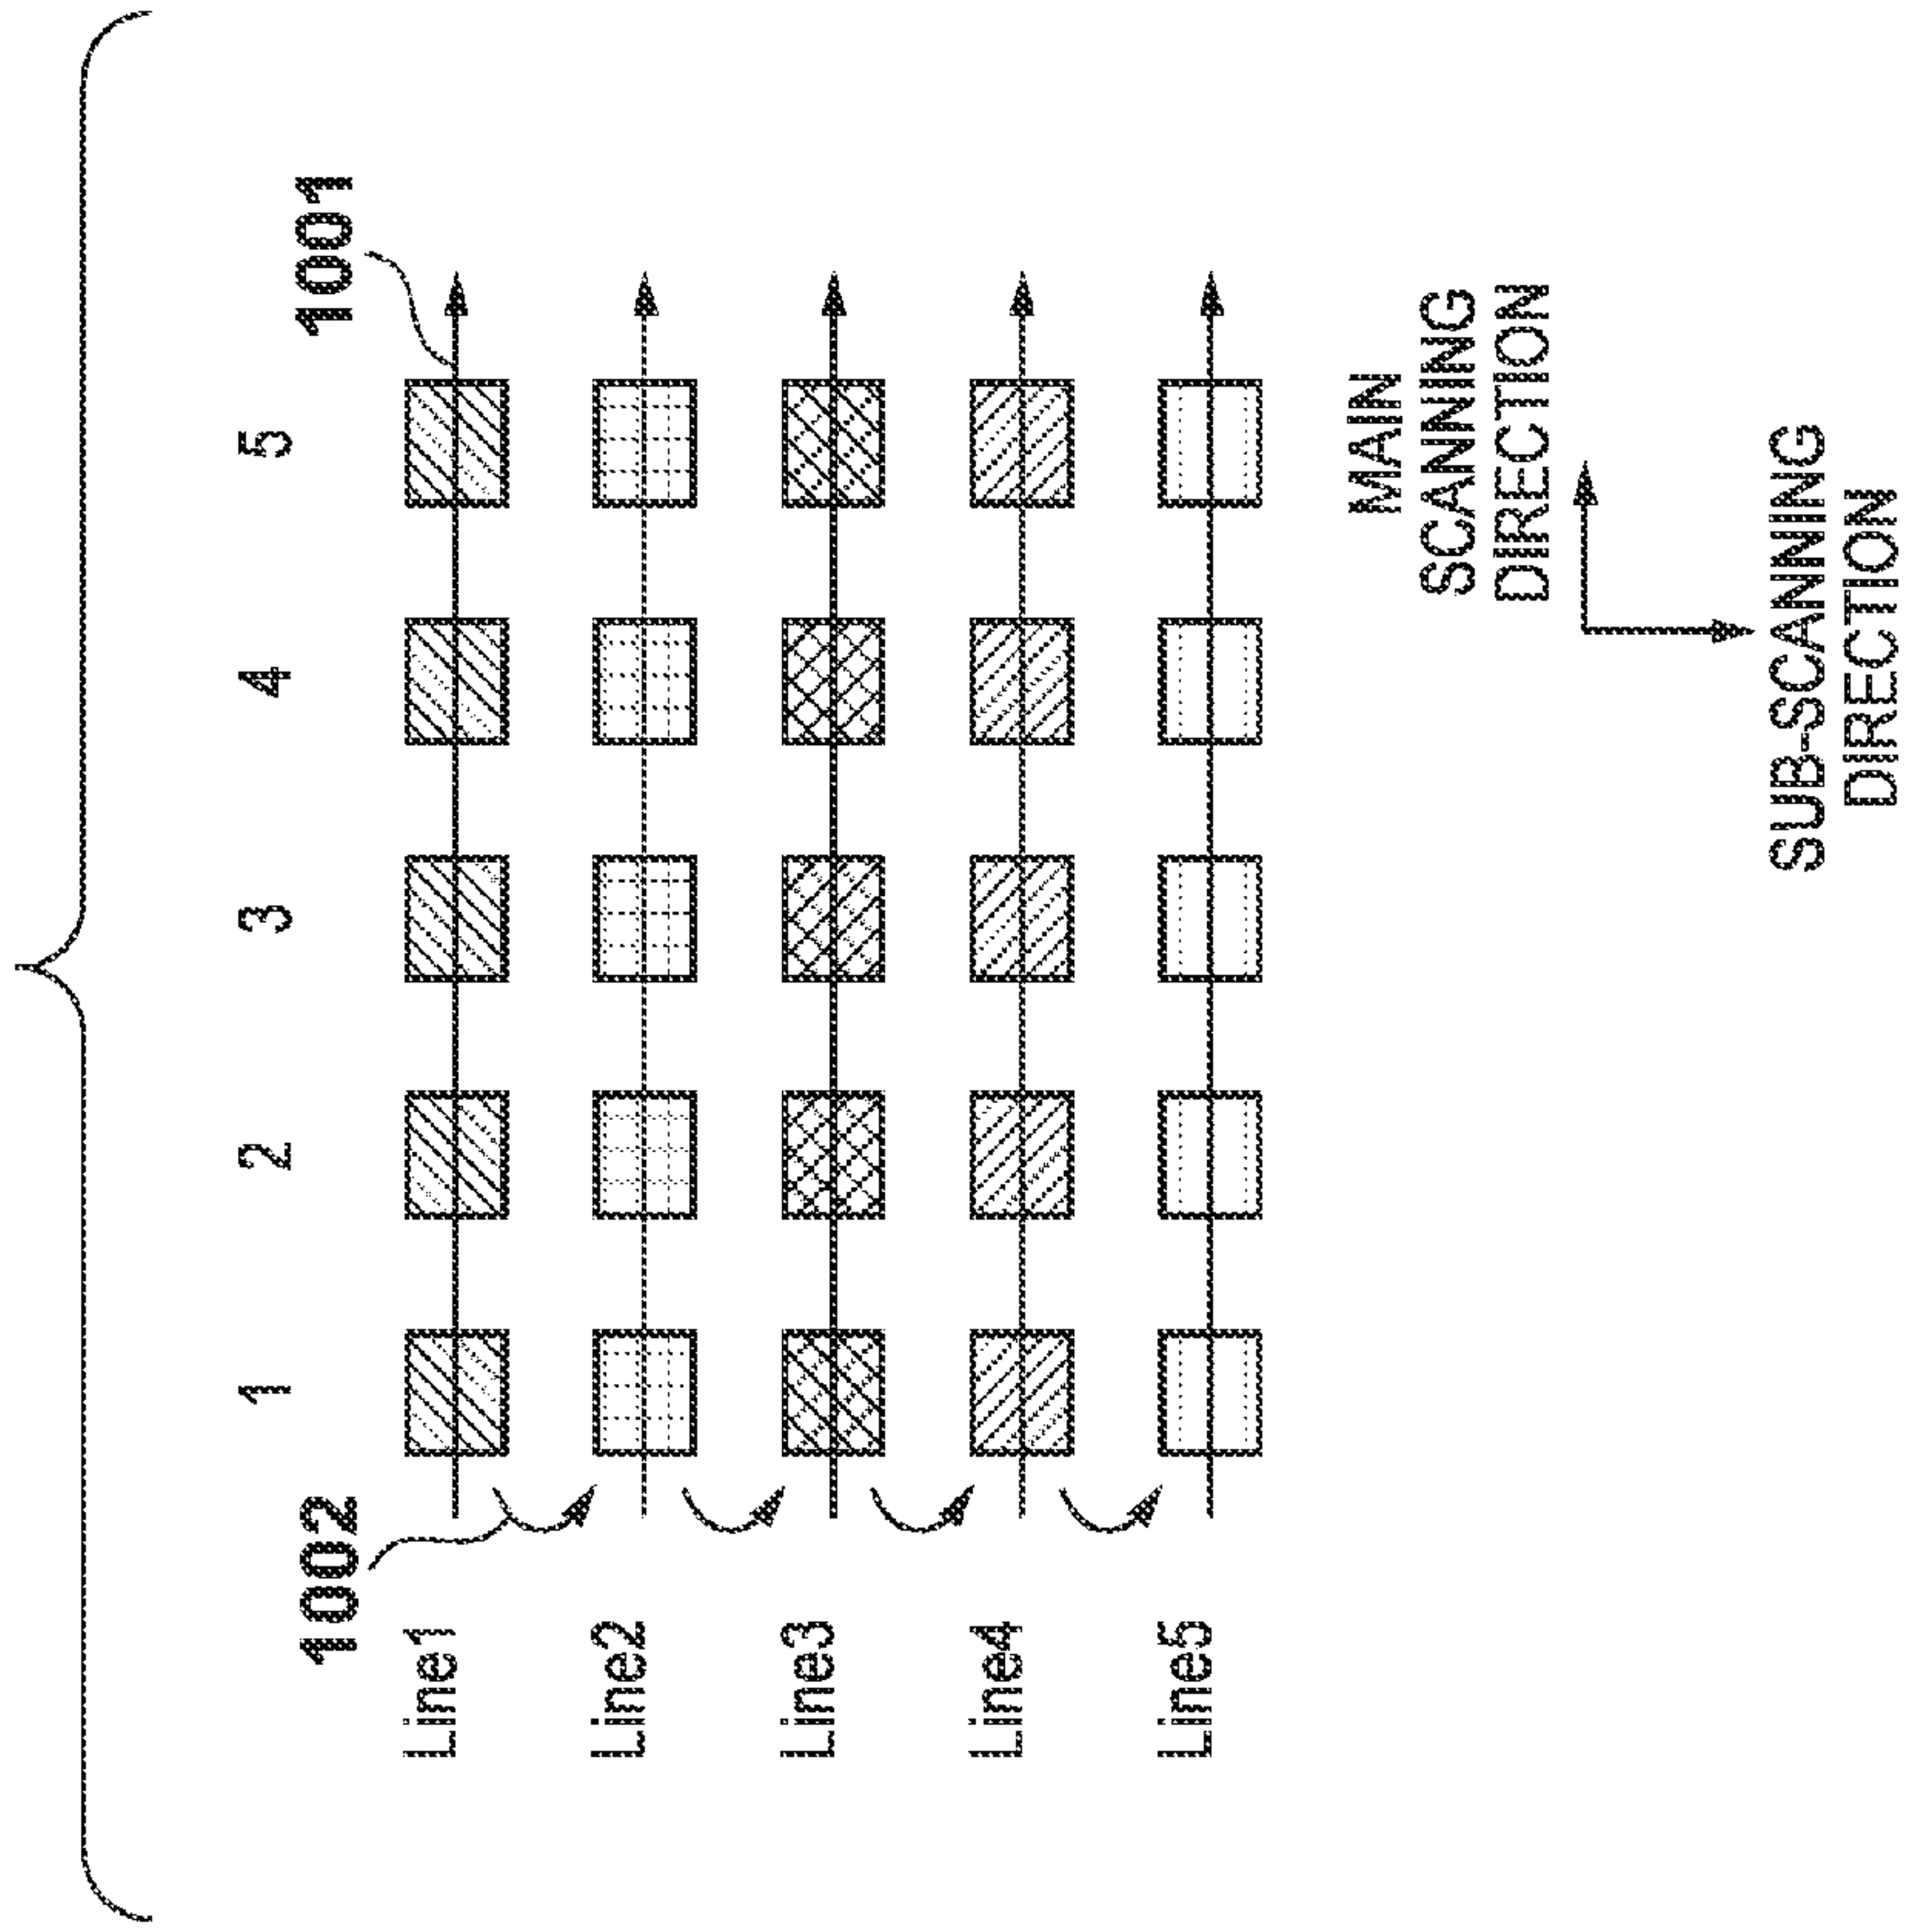 1 2 3 4 5
1002
1001
Line1
Line2
Line3
Line4
Line5
MAIN
SCANNING
DIRECTION
SUB-SCANNING
DIRECTION